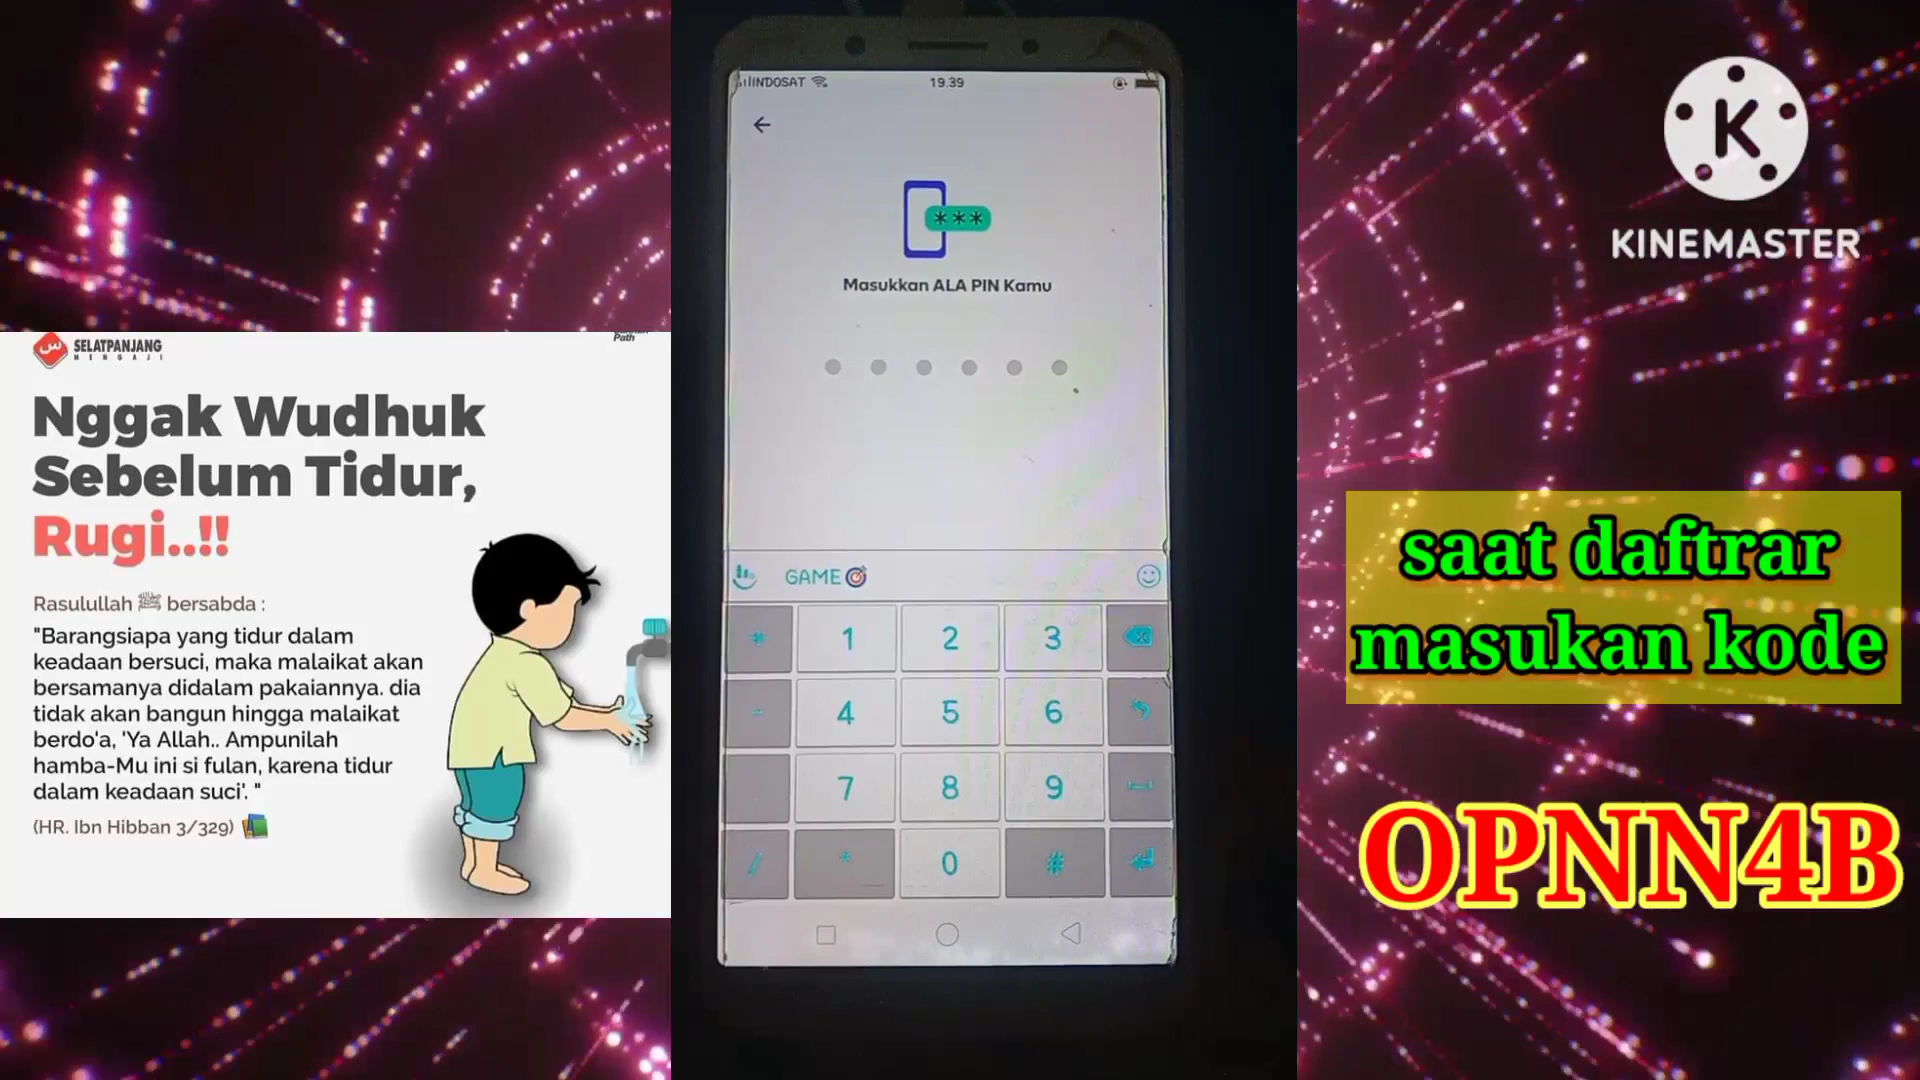 SELATPANJANG
MENGAJI
Path
Nggak Wudhuk
Sebelum Tidur,
Rugi..!!
Rasulullah ﷺ bersabda :
"Barangsiapa yang tidur dalam
keadaan bersuci, maka malaikat akan
bersamanya didalam pakaiannya. dia
tidak akan bangun hingga malaikat
berdo'a, 'Ya Allah.. Ampunilah
hamba-Mu ini si fulan, karena tidur
dalam keadaan suci'. "
(HR. Ibn Hibban 3/329)
INDOSAT
19.39
***
Masukkan ALA PIN Kamu
GAME
* 1 2 3
- 4 5 6
. 7 8 9
/ * 0 #
K
KINEMASTER
saat daftrar
masukan kode
OPNN4B